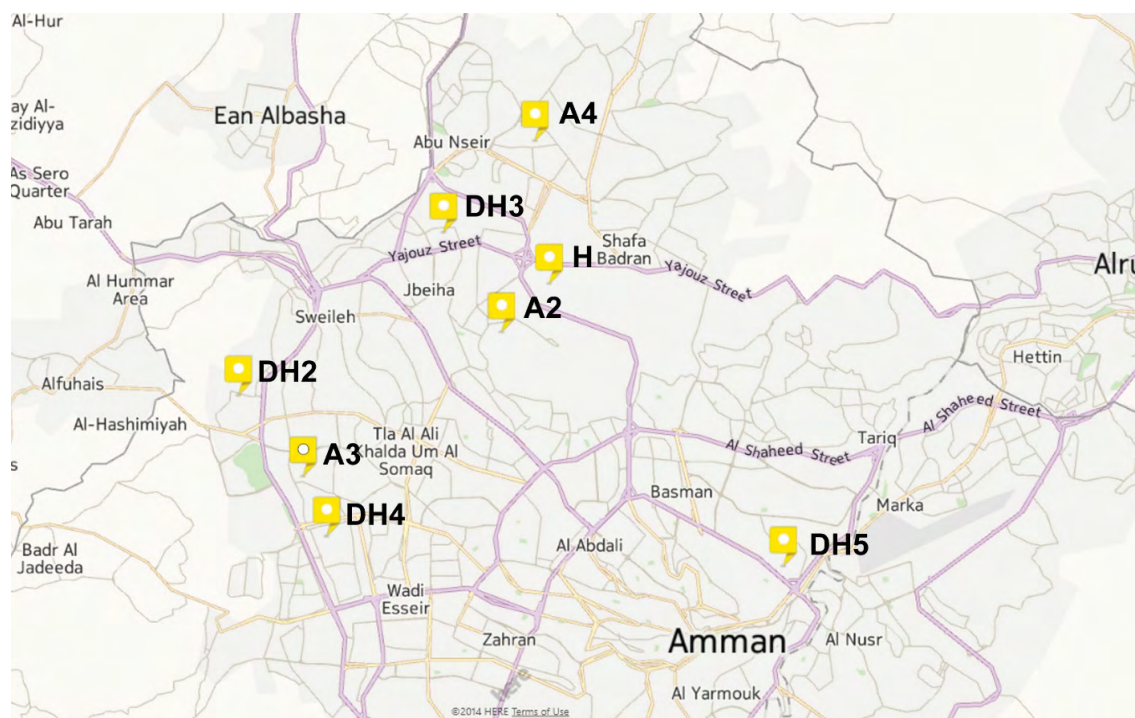 Al-Hur
ay Al-
zidiyya
Ean Albasha
A4
Abu Nseir
As Sero
Quarter
DH3
Abu Tarah
Shafa
Badran
Yajouz Street
H
Yajouz Street
Alru
Al Hummar
Area
Jbeiha
A2
Sweileh
Hettin
DH2
Alfuhais
Al-Hashimiyah
Al Shaheed Street
Tla Al Ali
Khalda Um Al
Somaq
Tariq
Al Shaheed Street
A3
s
Basman
Marka
DH4
Al Abdali
DH5
Badr Al
Jadeeda
Wadi
Esseir
Zahran
Amman
Al Nusr
here
Al Yarmouk
©2014 HERE Terms of Use